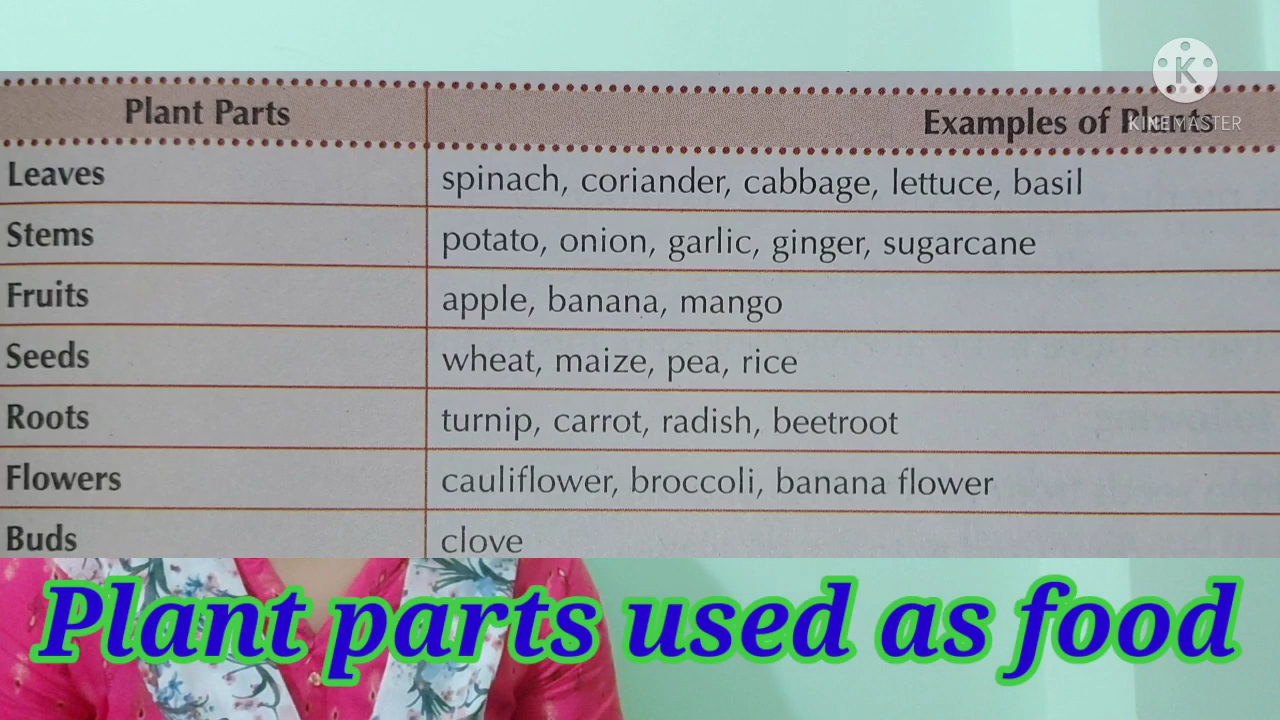 K
KINEMASTER
Plant Parts Examples of Plants
Leaves spinach, coriander, cabbage, lettuce, basil
Stems potato, onion, garlic, ginger, sugarcane
Fruits apple, banana, mango
Seeds wheat, maize, pea, rice
Roots turnip, carrot, radish, beetroot
Flowers cauliflower, broccoli, banana flower
Buds clove
Plant parts used as food